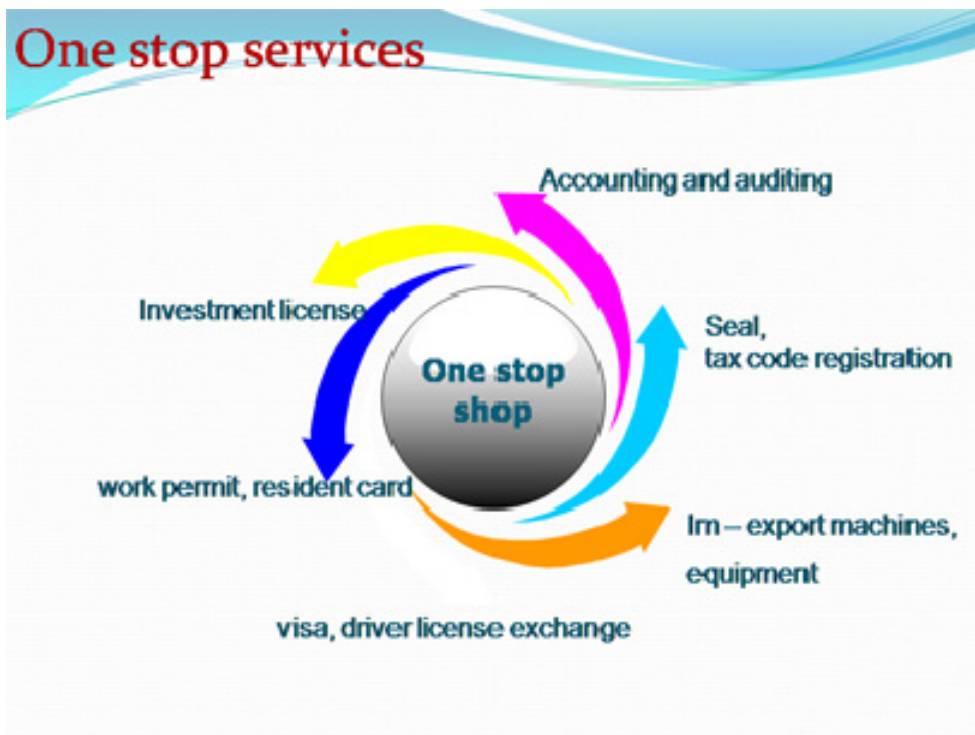 One stop services
Accounting and auditing
Investment license
Seal,
tax code registration
One stop
shop
work permit, resident card
Im – export machines,
equipment
visa, driver license exchange